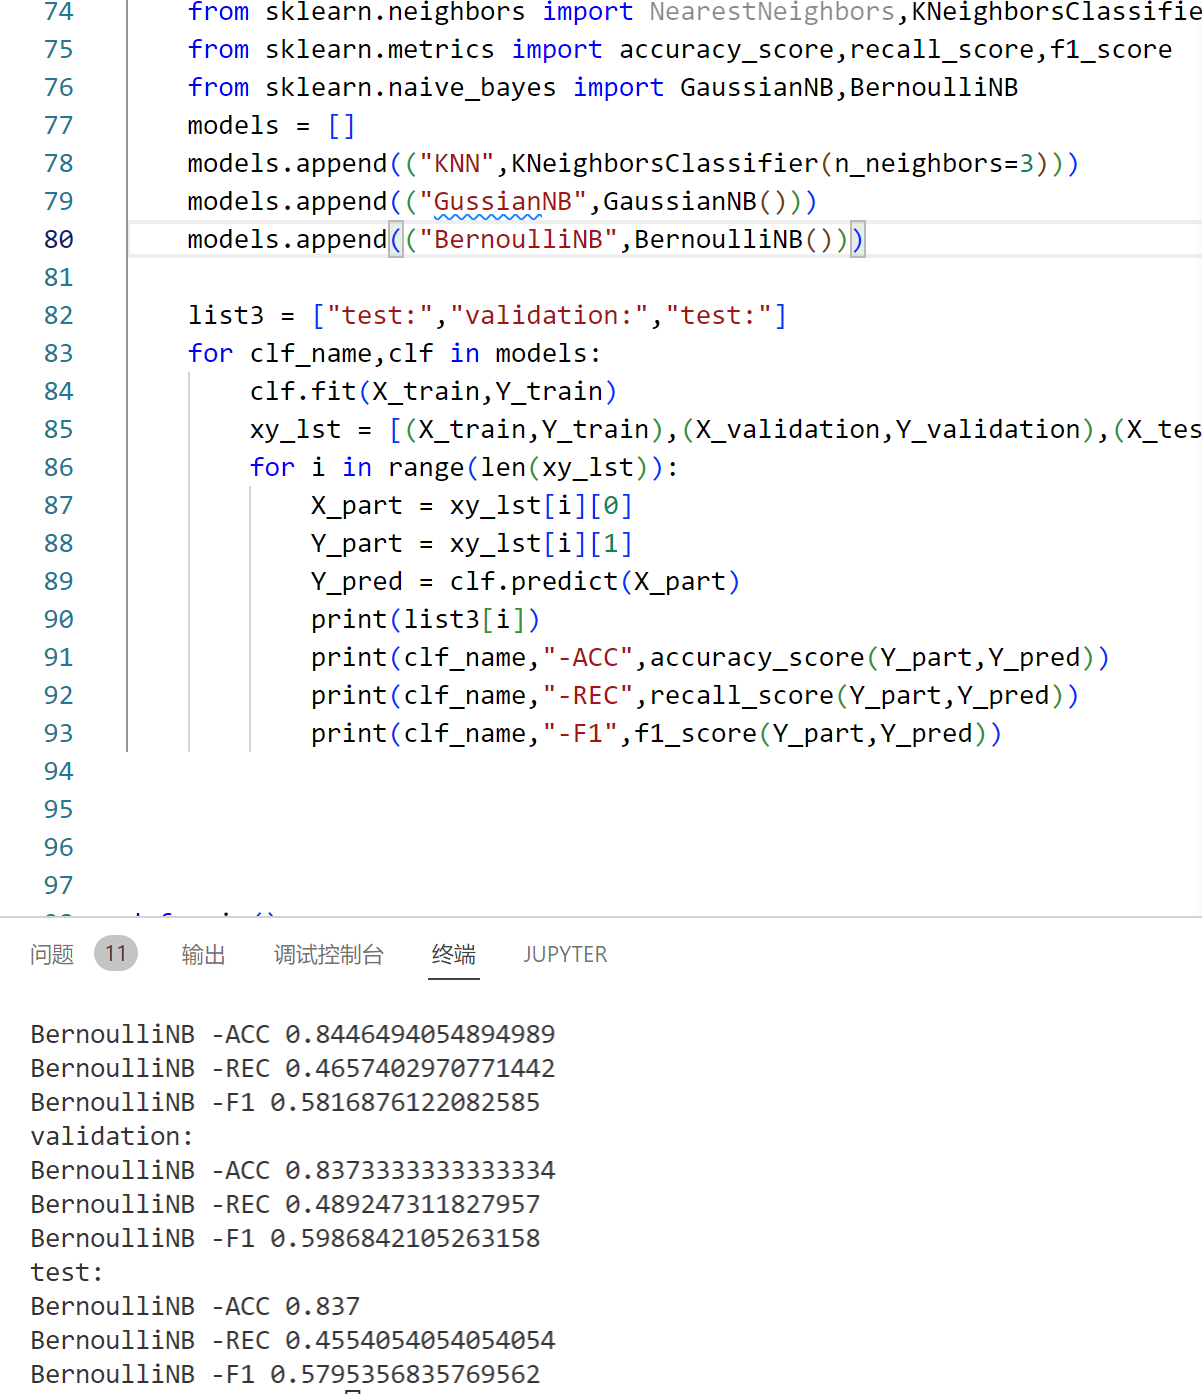 74 from sklearn.neighbors import NearestNeighbors,KNeighborsClassifie
75 from sklearn.metrics import accuracy_score,recall_score,f1_score
76 from sklearn.naive_bayes import GaussianNB,BernoulliNB
77 models = []
78 models.append(("KNN",KNeighborsClassifier(n_neighbors=3)))
79 models.append(("GussianNB",GaussianNB()))
80 models.append(("BernoulliNB",BernoulliNB()))
81
82 list3 = ["test:","validation:","test:"]
83 for clf_name,clf in models:
84 clf.fit(X_train,Y_train)
85 xy_lst = [(X_train,Y_train),(X_validation,Y_validation),(X_tes
86 for i in range(len(xy_lst)):
87 X_part = xy_lst[i][0]
88 Y_part = xy_lst[i][1]
89 Y_pred = clf.predict(X_part)
90 print(list3[i])
91 print(clf_name,"-ACC",accuracy_score(Y_part,Y_pred))
92 print(clf_name,"-REC",recall_score(Y_part,Y_pred))
93 print(clf_name,"-F1",f1_score(Y_part,Y_pred))
94
95
96
97
问题 11 输出 调试控制台 终端 JUPYTER
BernoulliNB -ACC 0.8446494054894989
BernoulliNB -REC 0.4657402970771442
BernoulliNB -F1 0.5816876122082585
validation:
BernoulliNB -ACC 0.8373333333333334
BernoulliNB -REC 0.489247311827957
BernoulliNB -F1 0.5986842105263158
test:
BernoulliNB -ACC 0.837
BernoulliNB -REC 0.4554054054054054
BernoulliNB -F1 0.5795356835769562